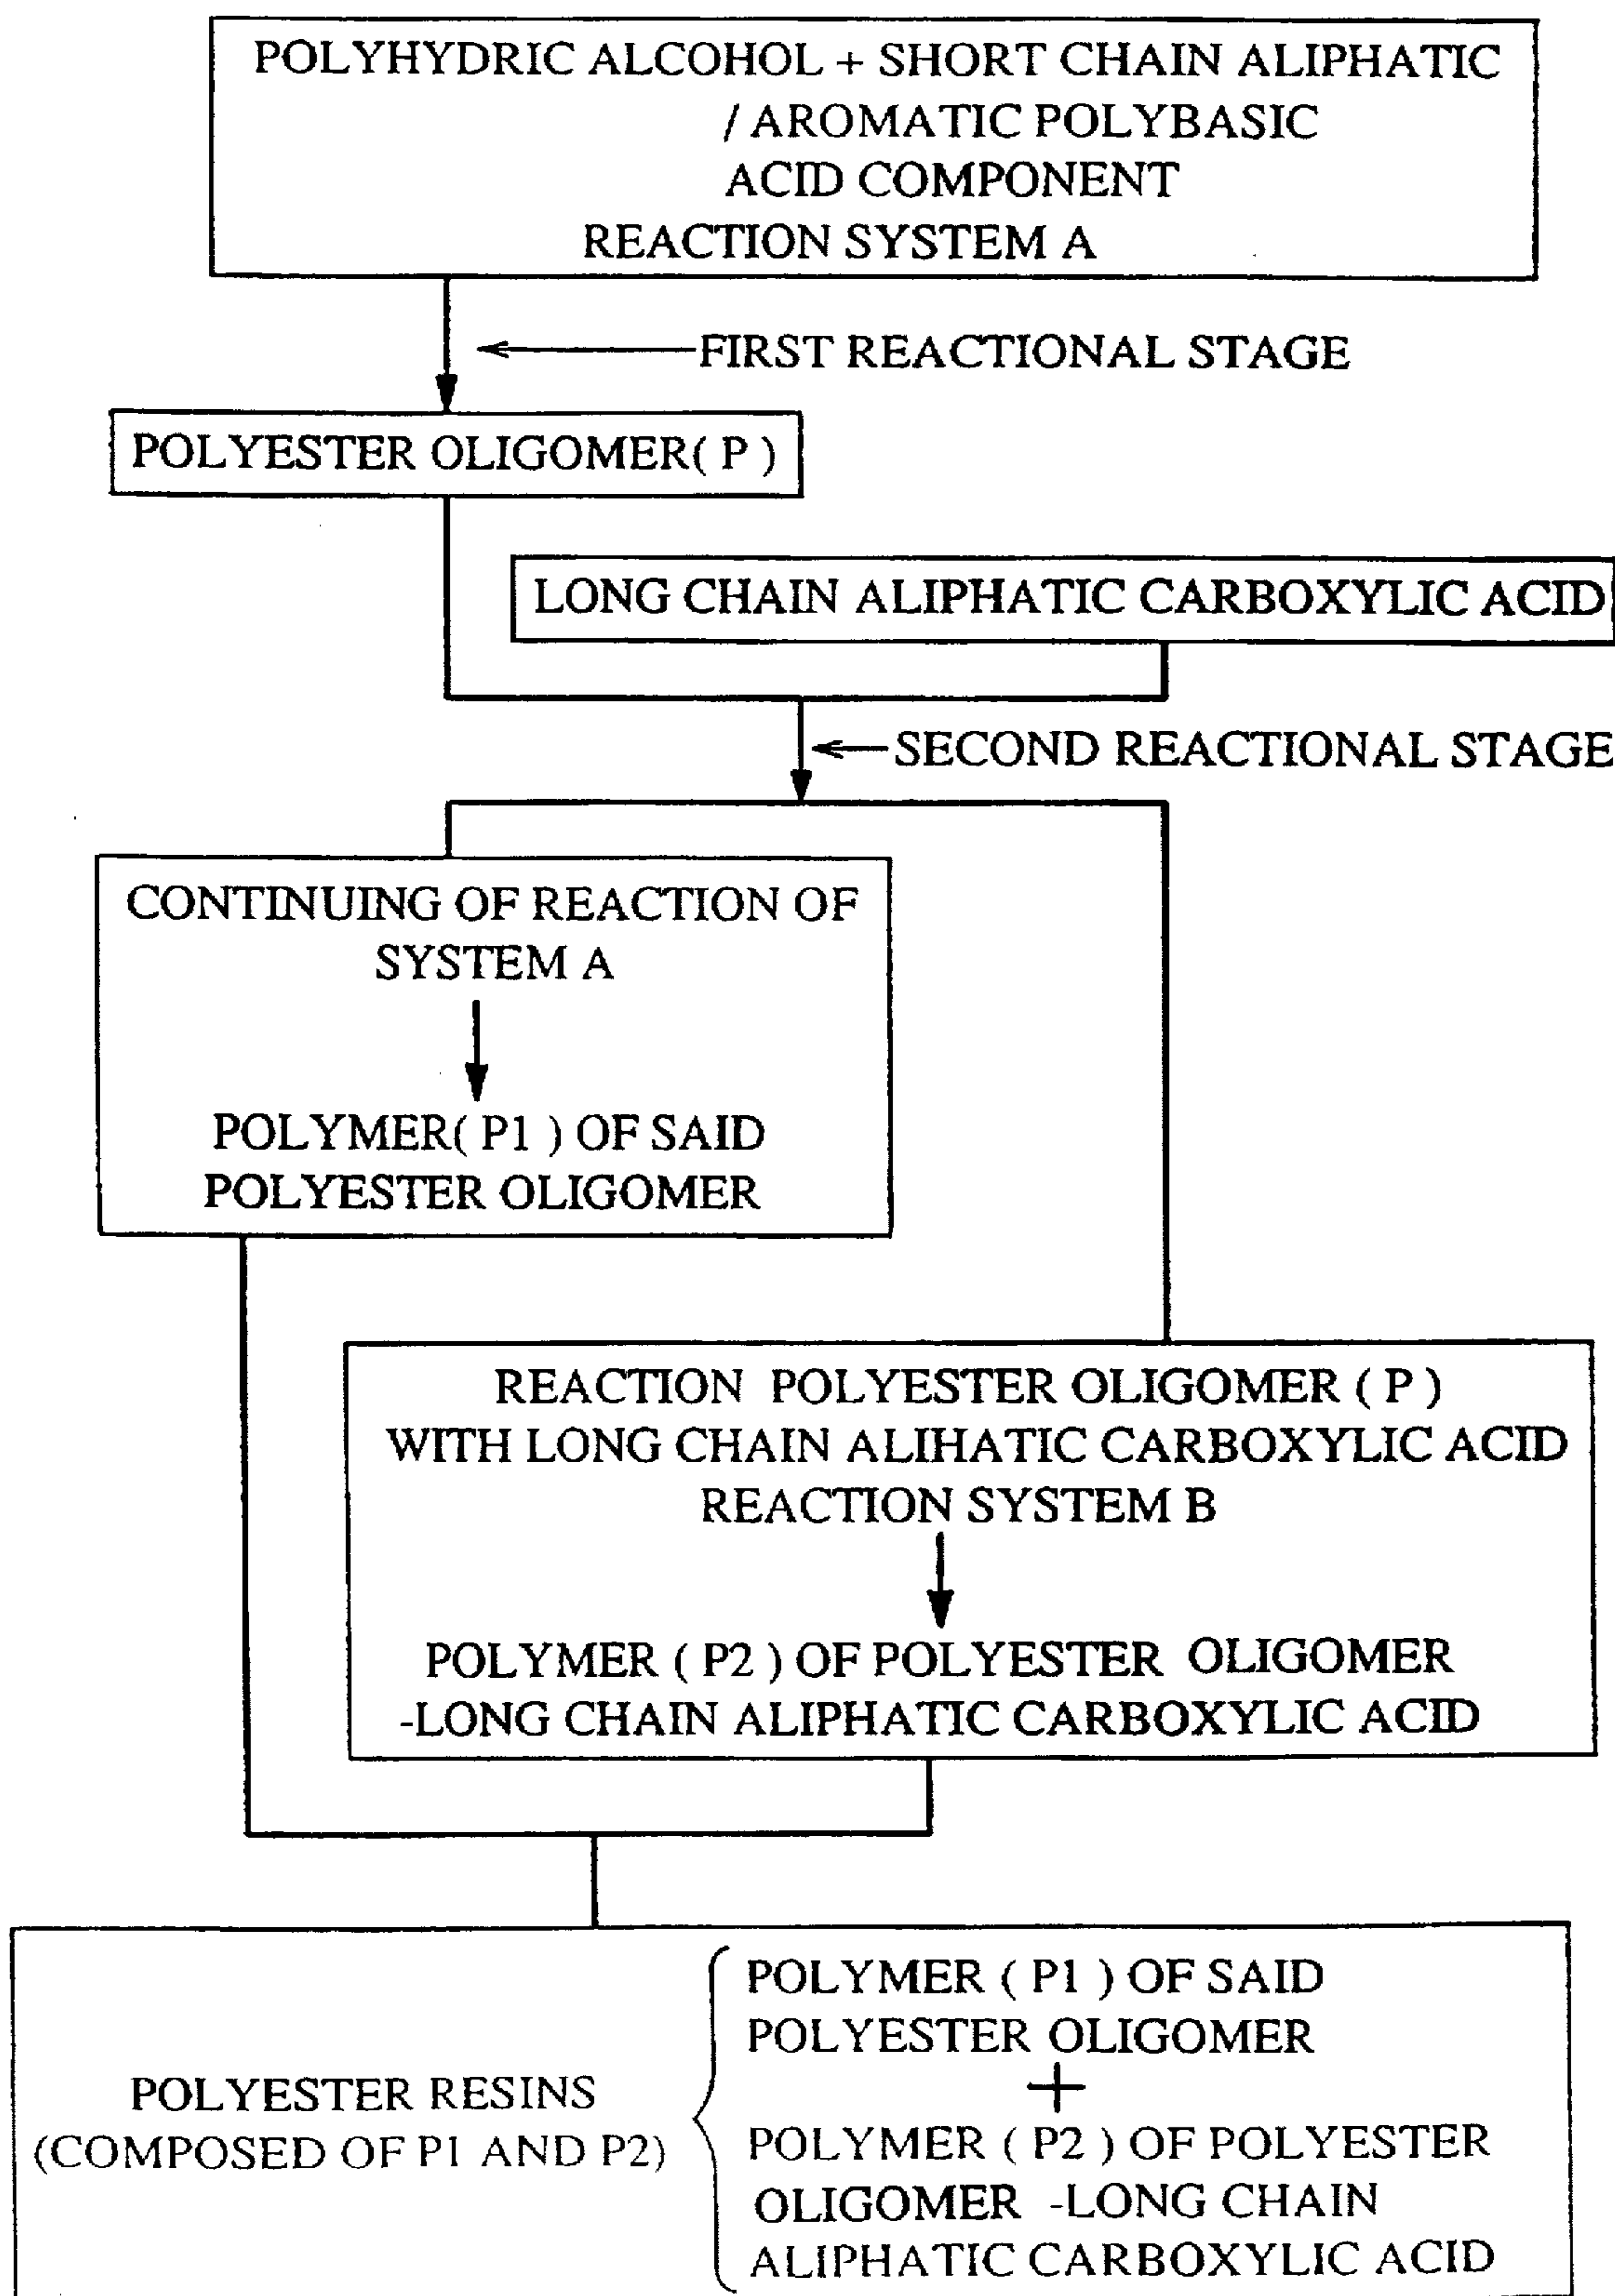 POLYHYDRIC ALCOHOL + SHORT CHAIN ALIPHATIC
/ AROMATIC POLYBASIC
ACID COMPONENT
REACTION SYSTEM A
FIRST REACTIONAL STAGE
POLYESTER OLIGOMER( P )
LONG CHAIN ALIPHATIC CARBOXYLIC ACID
SECOND REACTIONAL STAGE
CONTINUING OF REACTION OF
SYSTEM A
POLYMER( P1 ) OF SAID
POLYESTER OLIGOMER
REACTION POLYESTER OLIGOMER ( P )
WITH LONG CHAIN ALIHATIC CARBOXYLIC ACID
REACTION SYSTEM B
POLYMER ( P2 ) OF POLYESTER OLIGOMER
-LONG CHAIN ALIPHATIC CARBOXYLIC ACID
POLYESTER RESINS
(COMPOSED OF P1 AND P2)
POLYMER ( P1 ) OF SAID
POLYESTER OLIGOMER
+
POLYMER ( P2 ) OF POLYESTER
OLIGOMER -LONG CHAIN
ALIPHATIC CARBOXYLIC ACID